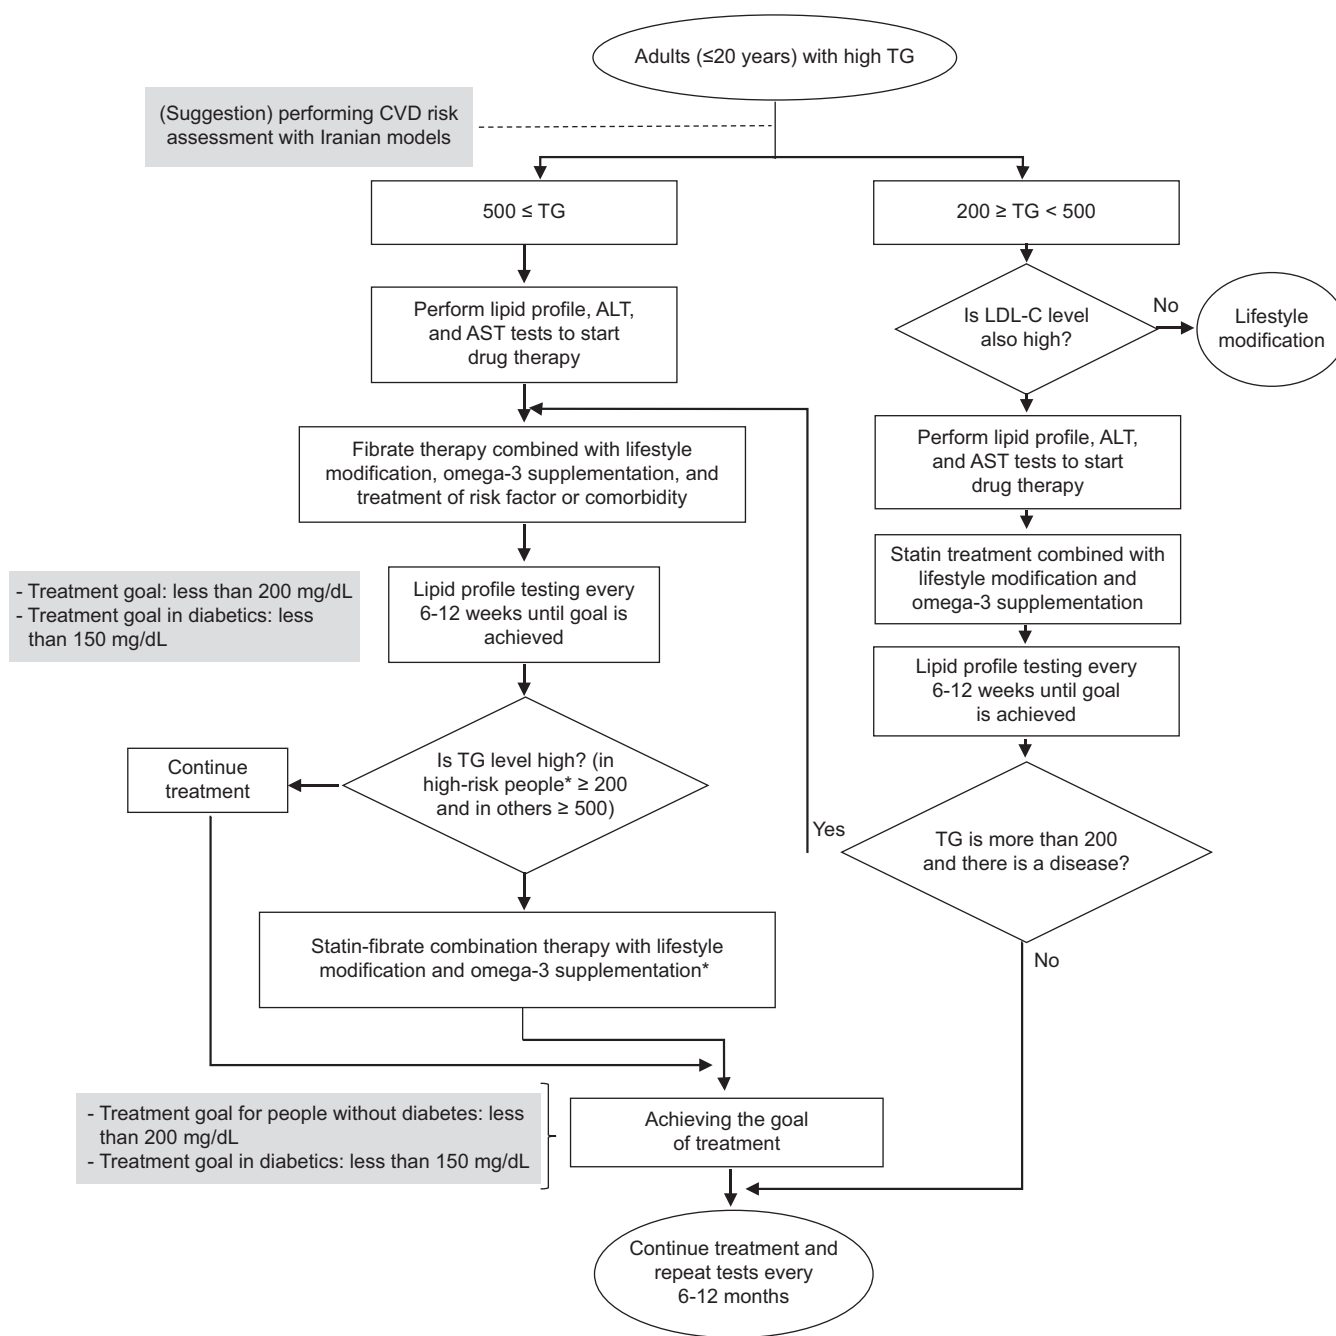 Adults (≤20 years) with high TG
(Suggestion) performing CVD risk
assessment with Iranian models
500 ≤ TG
200 ≥ TG < 500
Perform lipid profile, ALT,
and AST tests to start
drug therapy
Is LDL-C level
also high?
No
Lifestyle
modification
Fibrate therapy combined with lifestyle
modification, omega-3 supplementation, and
treatment of risk factor or comorbidity
Perform lipid profile, ALT,
and AST tests to start
drug therapy
Statin treatment combined with
lifestyle modification and
omega-3 supplementation
- Treatment goal: less than 200 mg/dL
- Treatment goal in diabetics: less
than 150 mg/dL
Lipid profile testing every
6-12 weeks until goal is
achieved
Lipid profile testing every
6-12 weeks until goal
is achieved
Continue
treatment
Is TG level high? (in
high-risk people* ≥ 200
and in others ≥ 500)
Yes
TG is more than 200
and there is a disease?
Statin-fibrate combination therapy with lifestyle
modification and omega-3 supplementation*
No
- Treatment goal for people without diabetes: less
than 200 mg/dL
- Treatment goal in diabetics: less than 150 mg/dL
Achieving the goal
of treatment
Continue treatment and
repeat tests every
6-12 months